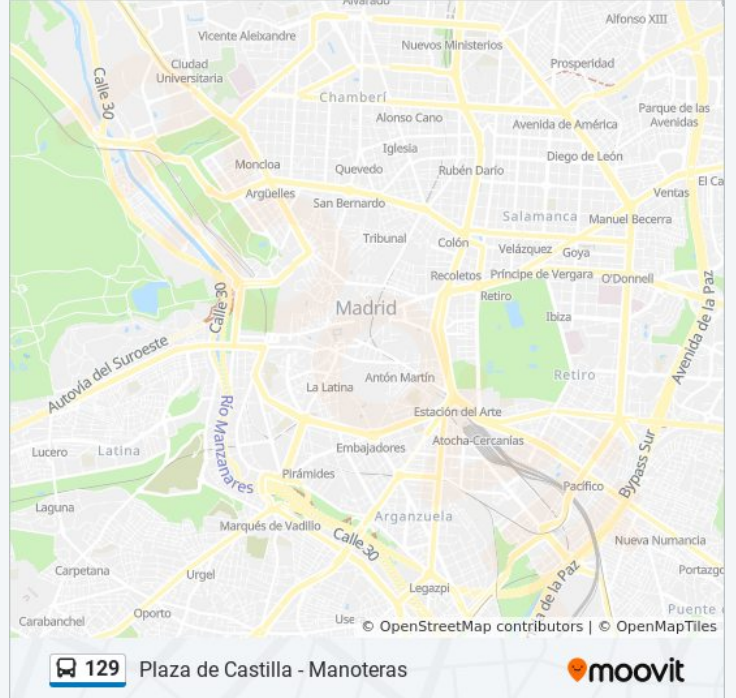 Alvarado
Alfonso XIII
Vicente Aleixandre
Nuevos Ministerios
Ciudad
Universitaria
Prosperidad
Calle 30
Chamberí
Parque de las
Avenidas
Alonso Cano
Avenida de América
Iglesia
Diego de León
Moncloa
Quevedo
Rubén Darío
El Ca
Argüelles
Ventas
San Bernardo
Salamanca
Manuel Becerra
Tribunal
Colón
Velázquez
Goya
Recoletos
Príncipe de Vergara
O'Donnell
Retiro
Calle 30
Madrid
Ibiza
Avenida de la Paz
Autovía del Suroeste
La Latina
Antón Martín
Retiro
Estación del Arte
Río Manzanares
Lucero
Latina
Embajadores
Atocha-Cercanías
Bypass Sur
Pirámides
Pacífico
Laguna
Marqués de Vadillo
Arganzuela
Calle 30
Nueva Numancia
Carpetana
Urgel
Legazpi
a de la Paz
Portazgo
Carabanchel
Oporto
Use
Puente
© OpenStreetMap contributors | © OpenMapTiles
129 Plaza de Castilla - Manoteras
moovit